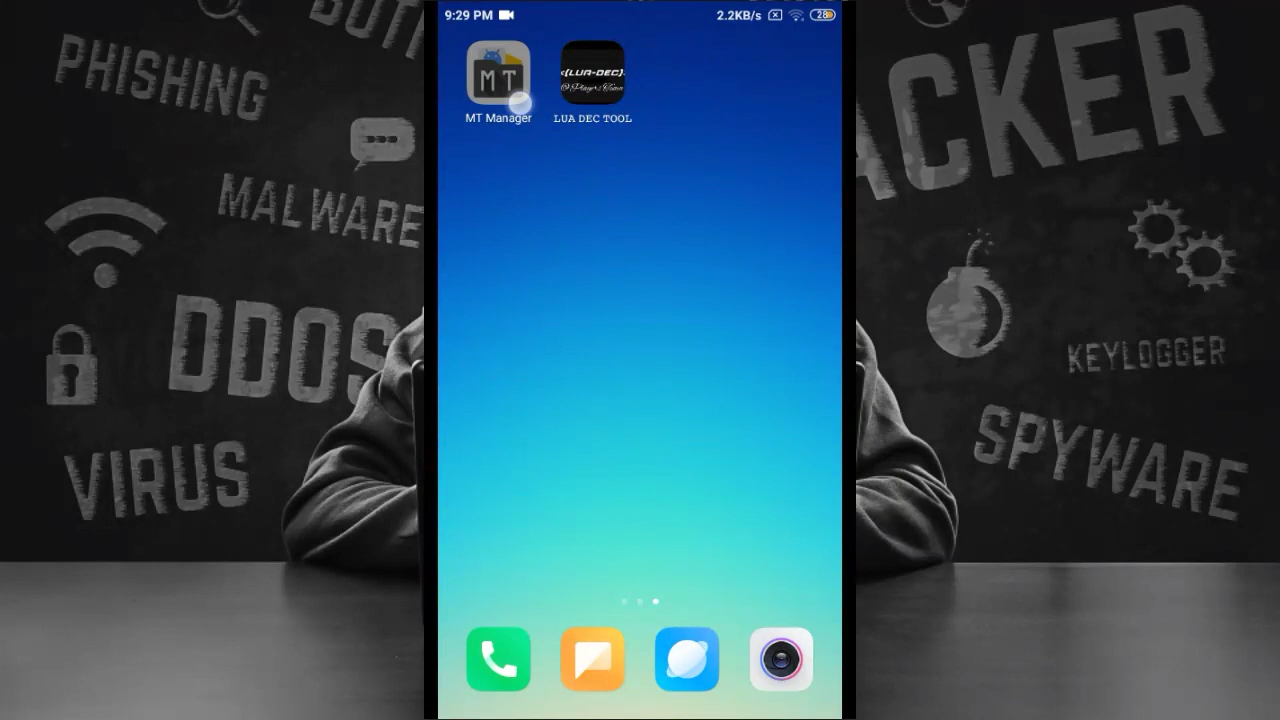 9:29 PM
2.2KB/s
28
PHISHING
MALWARE
DDOS
VIRUS
ACKER
KEYLOGGER
SPYWARE
MT
MT Manager
<{LUA-DEC}
LUA DEC TOOL